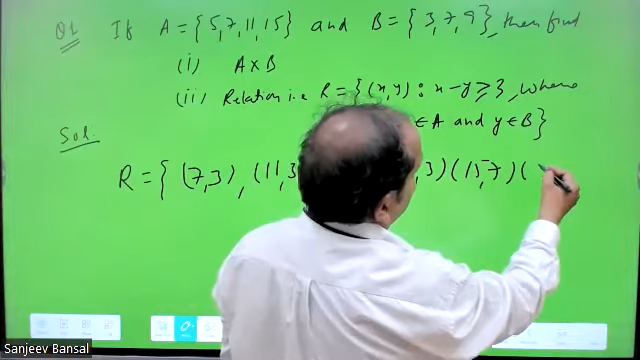 Q1 If A = {5, 7, 11, 15} and B = {3, 7, 9}, then find
(i) A×B
(ii) Relation i.e R = {(x,y) : x-y ≥ 3, where
∈ A and y ∈ B}
Sol.
R = { (7,3), (11,3 ,3) (15,7) (
Sanjeev Bansal